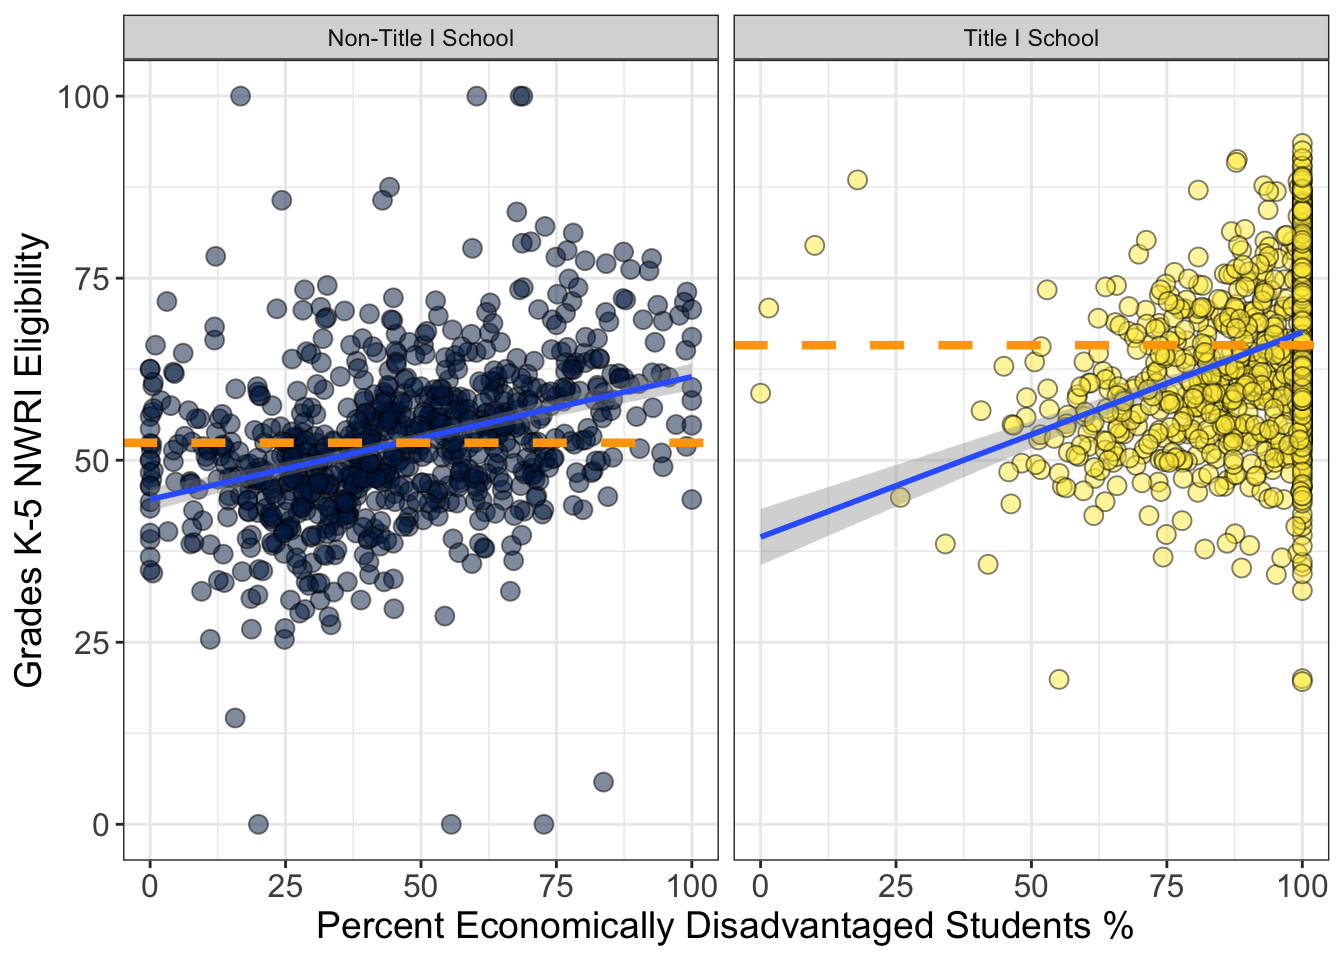 Non-Title I School
Title I School
Grades K-5 NWRI Eligibility
100
75
50
25
0
0 25 50 75 100
0 25 50 75 100
Percent Economically Disadvantaged Students %